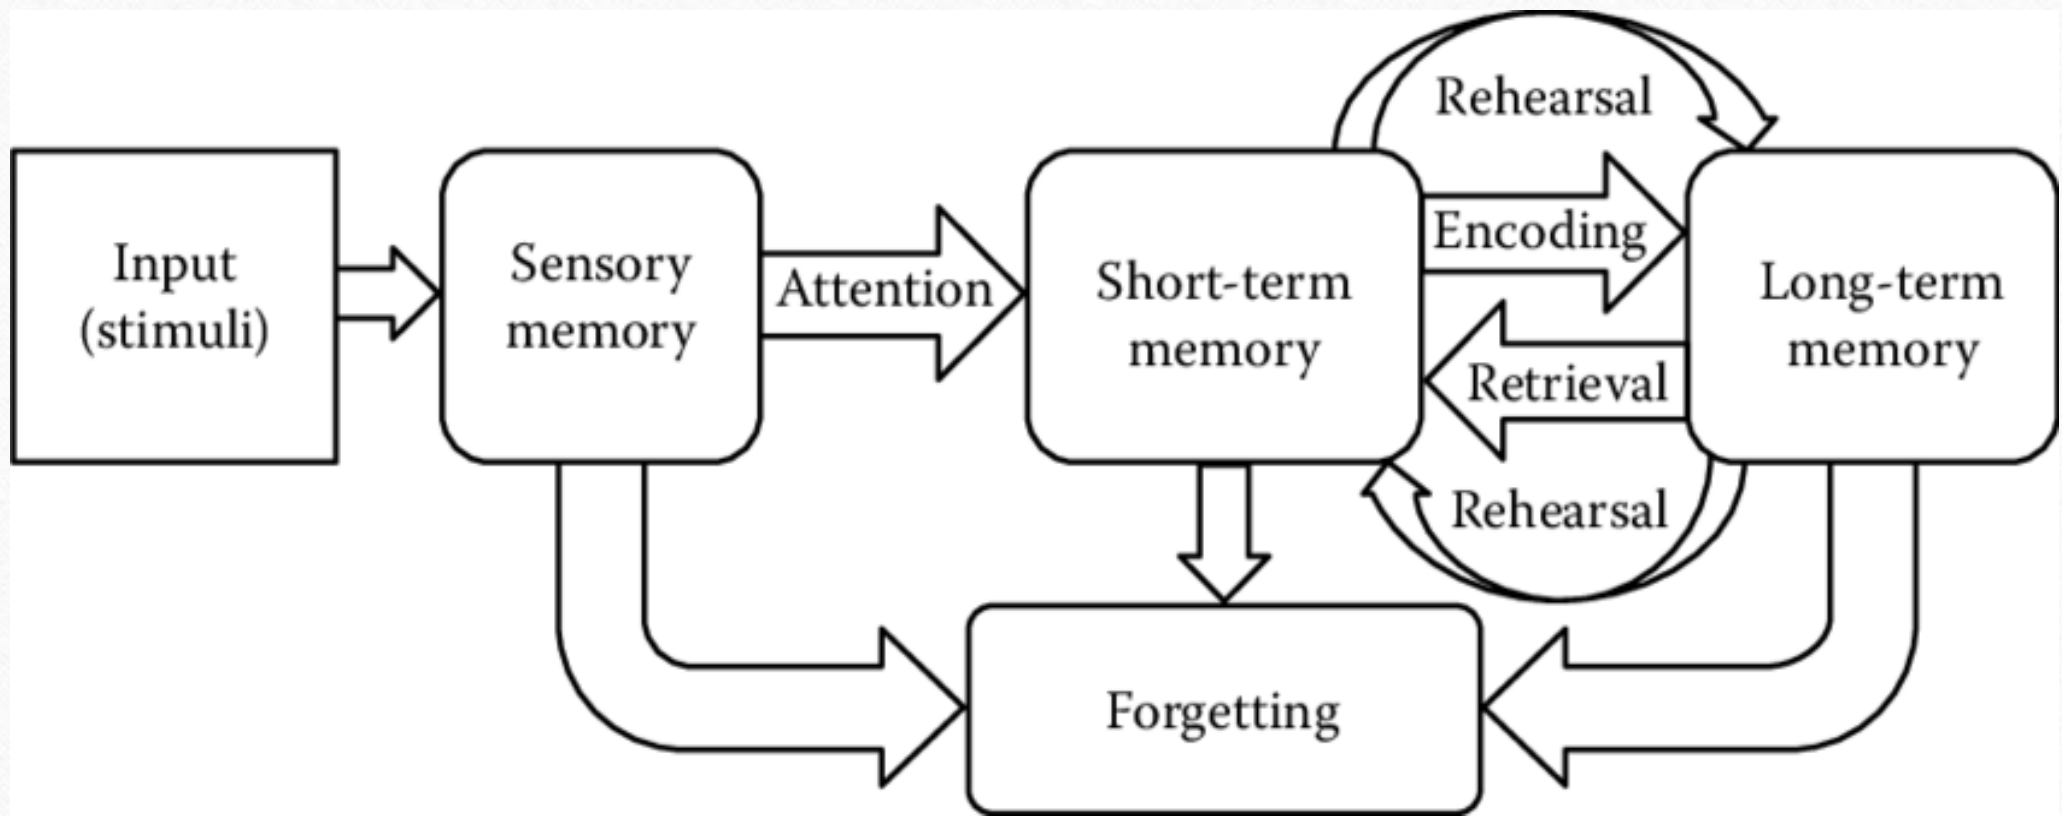 Input
(stimuli)
Sensory
memory
Attention
Short-term
memory
Rehearsal
Encoding
Retrieval
Rehearsal
Long-term
memory
Forgetting